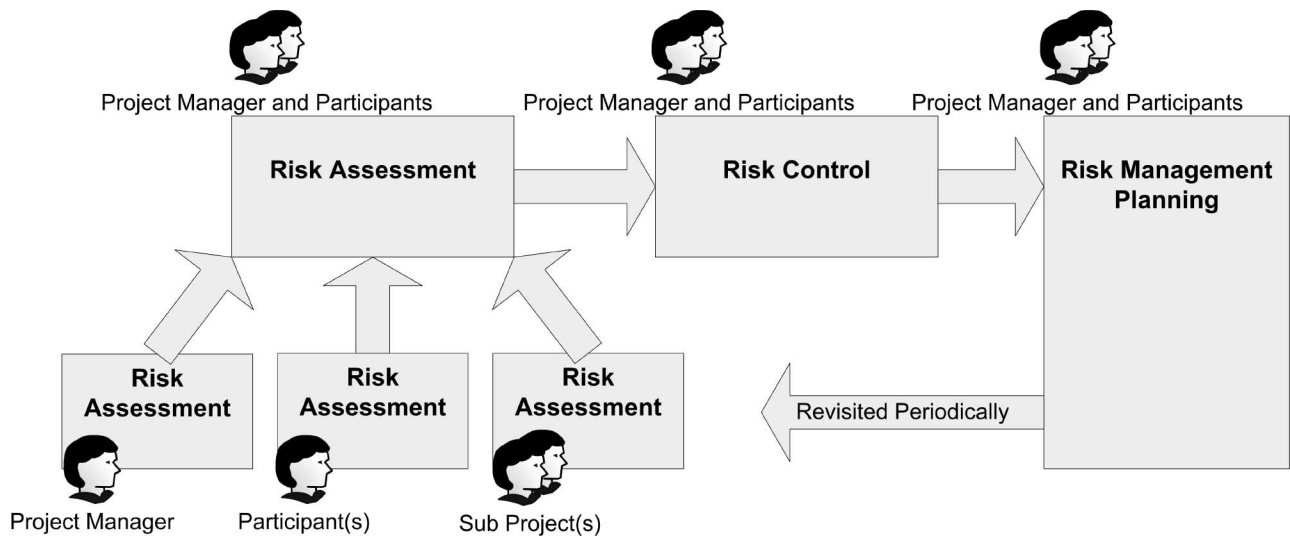 Project Manager and Participants
Project Manager and Participants
Project Manager and Participants
Risk Assessment
Risk Control
Risk Management
Planning
Risk
Assessment
Risk
Assessment
Risk
Assessment
Revisited Periodically
Project Manager
Participant(s)
Sub Project(s)